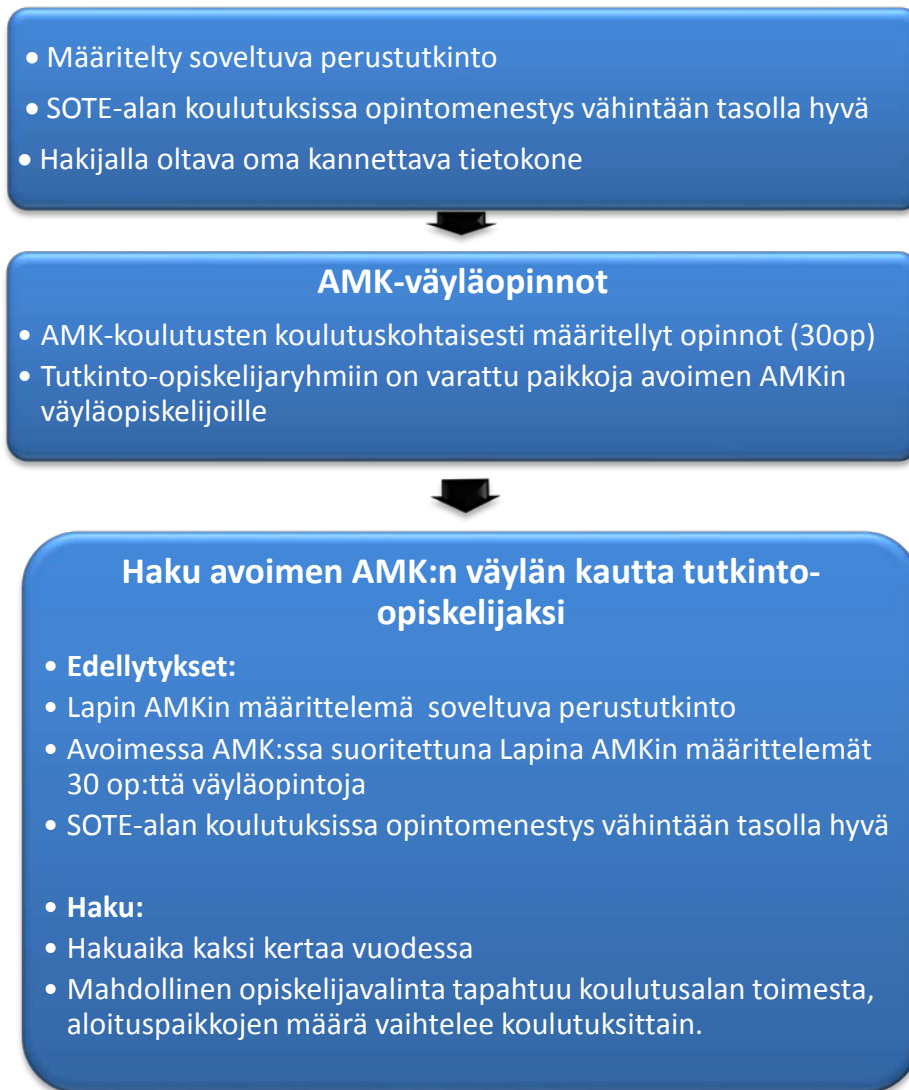 • Määritelty soveltuva perustutkinto
• SOTE-alan koulutuksissa opintomenestys vähintään tasolla hyvä
• Hakijalla oltava oma kannettava tietokone
AMK-väyläopinnot
• AMK-koulutusten koulutuskohtaisesti määritellyt opinnot (30op)
• Tutkinto-opiskelijaryhmiin on varattu paikkoja avoimen AMKin
väyläopiskelijoille
Haku avoimen AMK:n väylän kautta tutkinto-
opiskelijaksi
• Edellytykset:
• Lapin AMKin määrittelemä soveltuva perustutkinto
• Avoimessa AMK:ssa suoritettuna Lapina AMKin määrittelemät
30 op:ttä väyläopintoja
• SOTE-alan koulutuksissa opintomenestys vähintään tasolla hyvä
• Haku:
• Hakuaika kaksi kertaa vuodessa
• Mahdollinen opiskelijavalinta tapahtuu koulutusalan toimesta,
aloituspaikkojen määrä vaihtelee koulutuksittain.